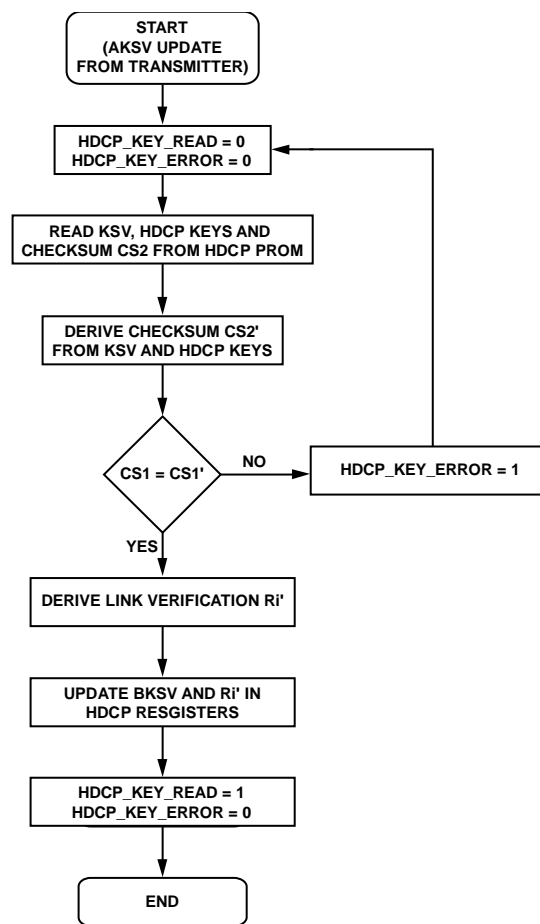 START
(AKSV UPDATE
FROM TRANSMITTER)
HDCP_KEY_READ = 0
HDCP_KEY_ERROR = 0
READ KSV, HDCP KEYS AND
CHECKSUM CS2 FROM HDCP PROM
DERIVE CHECKSUM CS2'
FROM KSV AND HDCP KEYS
CS1 = CS1'
NO
HDCP_KEY_ERROR = 1
YES
DERIVE LINK VERIFICATION Ri'
UPDATE BKSV AND Ri' IN
HDCP RESGISTERS
HDCP_KEY_READ = 1
HDCP_KEY_ERROR = 0
END